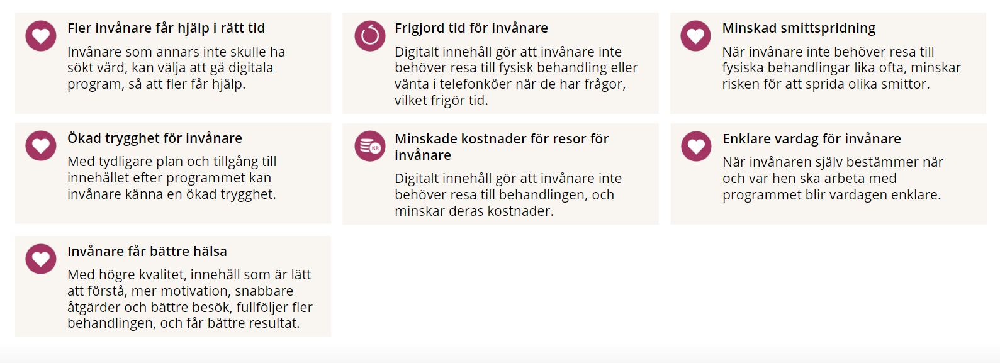 Fler invånare får hjälp i rätt tid
Invånare som annars inte skulle ha
sökt vård, kan välja att gå digitala
program, så att fler får hjälp.
Frigjord tid för invånare
Digitalt innehåll gör att invånare inte
behöver resa till fysisk behandling eller
vänta i telefonköer när de har frågor,
vilket frigör tid.
Minskad smittspridning
När invånare inte behöver resa till
fysiska behandlingar lika ofta, minskar
risken för att sprida olika smittor.
Ökad trygghet för invånare
Med tydligare plan och tillgång till
innehållet efter programmet kan
invånare känna en ökad trygghet.
KR
Minskade kostnader för resor för
invånare
Digitalt innehåll gör att invånare inte
behöver resa till behandlingen, och
minskar deras kostnader.
Enklare vardag för invånare
När invånaren själv bestämmer när
och var hen ska arbeta med
programmet blir vardagen enklare.
Invånare får bättre hälsa
Med högre kvalitet, innehåll som är lätt
att förstå, mer motivation, snabbare
åtgärder och bättre besök, fullföljer fler
behandlingen, och får bättre resultat.